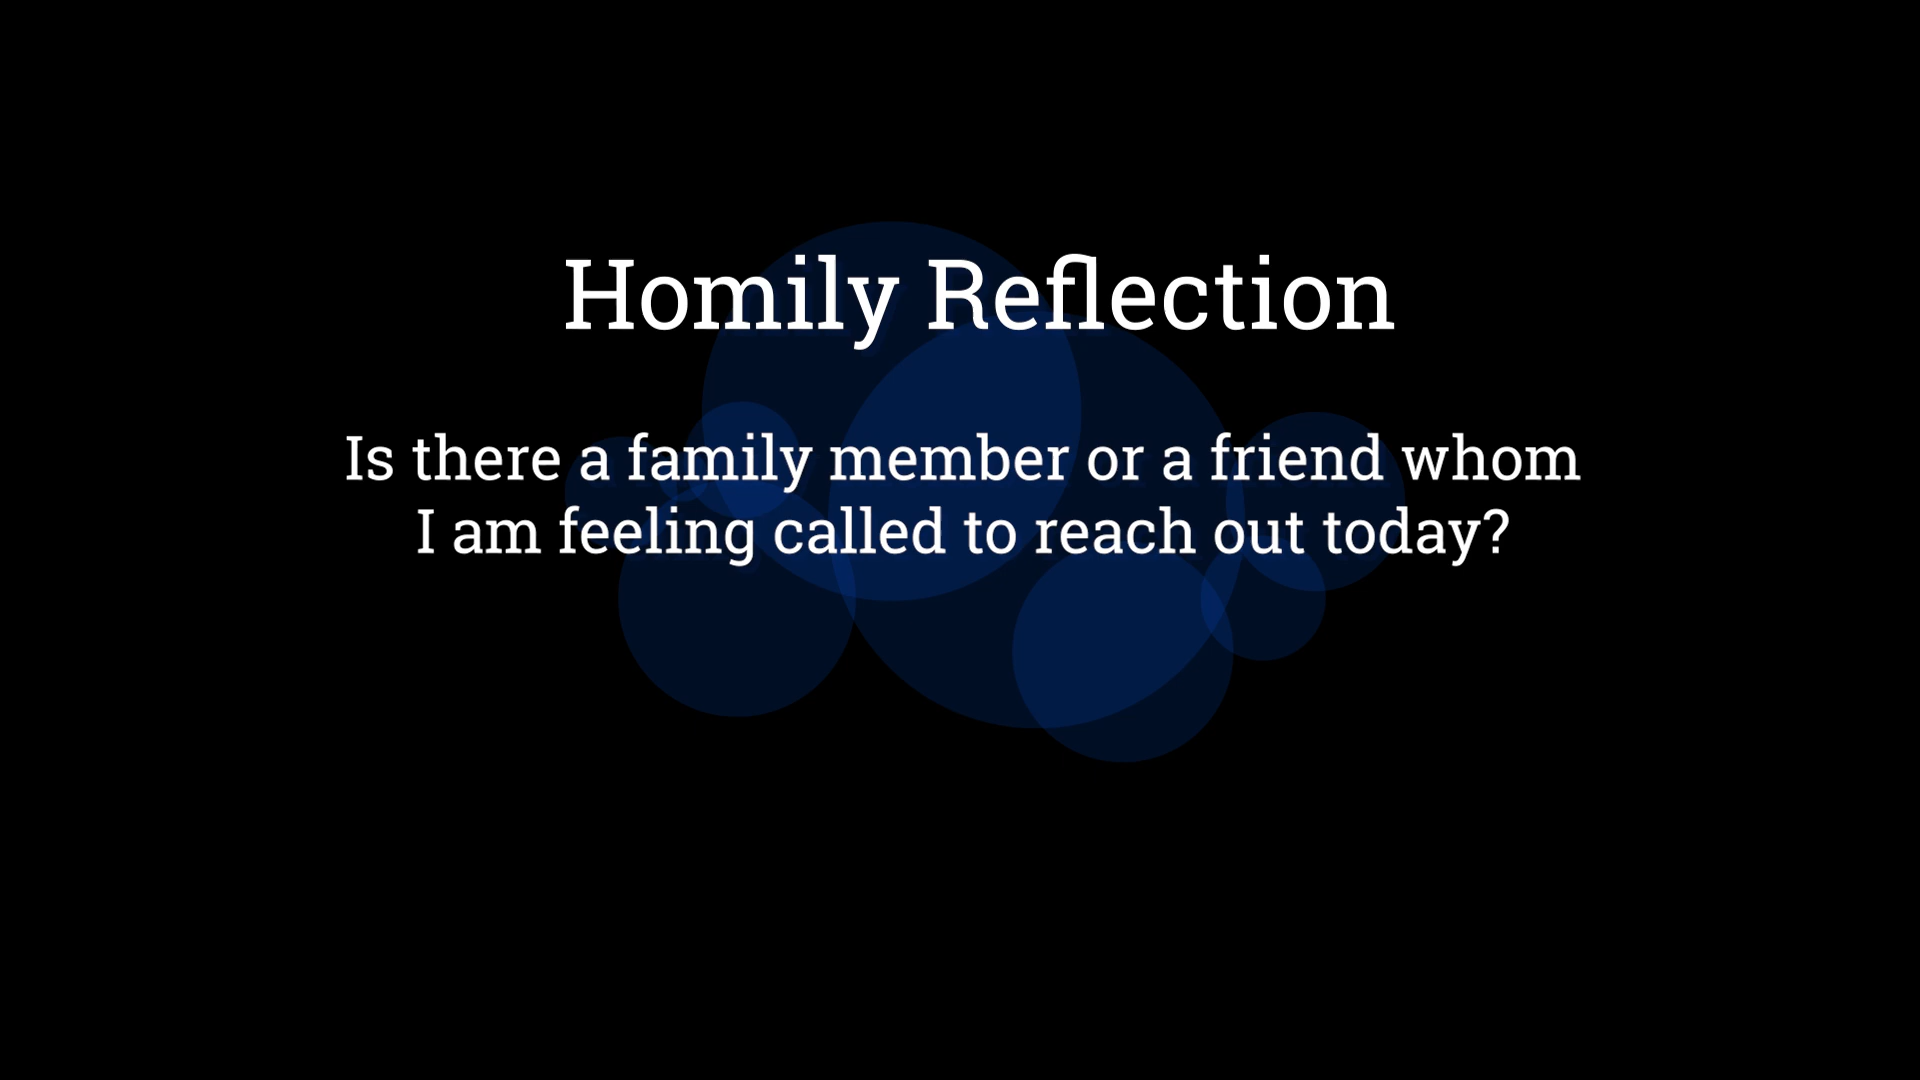 Homily Reflection
Is there a family member or a friend whom
I am feeling called to reach out today?